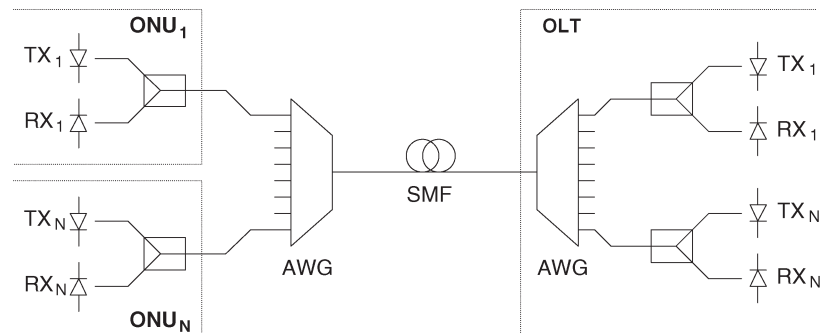 ONU1
TX1
RX1
OLT
TX1
RX1
SMF
AWG
AWG
TXN
RXN
ONUN
TXN
RXN